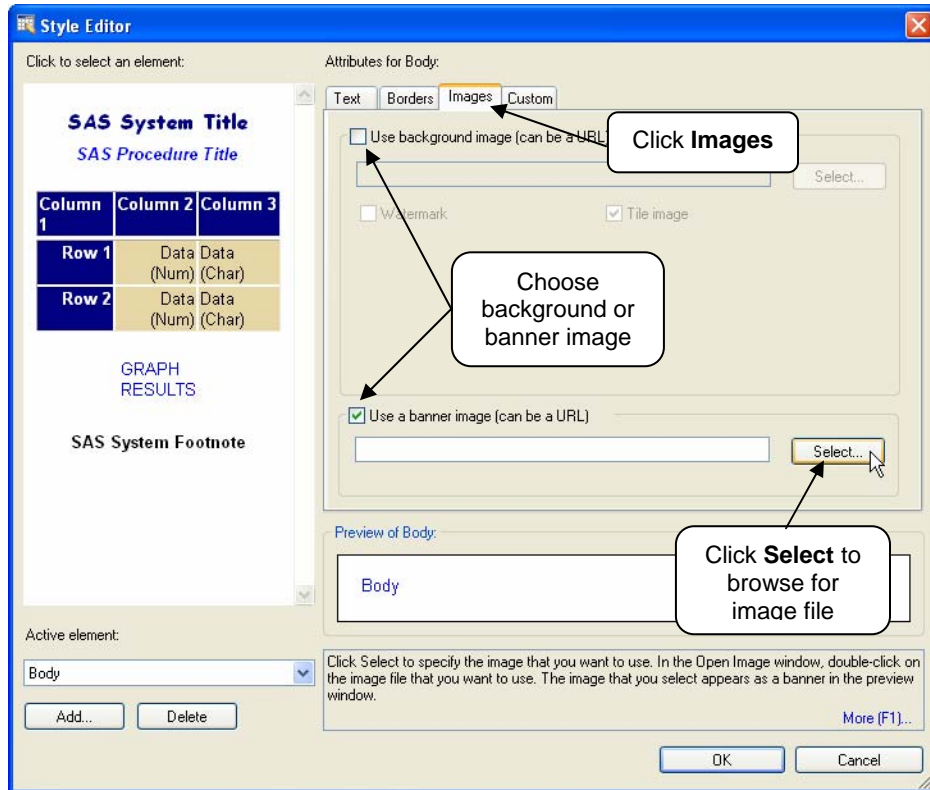 Style Editor
Click to select an element:
SAS System Title
SAS Procedure Title
Column 1
Column 2
Column 3
Row 1
Data (Num)
Data (Char)
Row 2
Data (Num)
Data (Char)
GRAPH
RESULTS
SAS System Footnote
Active element:
Body
Add...
Delete
Attributes for Body:
Text
Borders
Images
Custom
Use background image (can be a URL)
Click Images
Select...
Watermark
Tile image
Choose
background or
banner image
Use a banner image (can be a URL)
Select...
Preview of Body:
Body
Click Select to
browse for
image file
Click Select to specify the image that you want to use. In the Open Image window, double-click on
the image file that you want to use. The image that you select appears as a banner in the preview
window.
More (F1)...
OK
Cancel